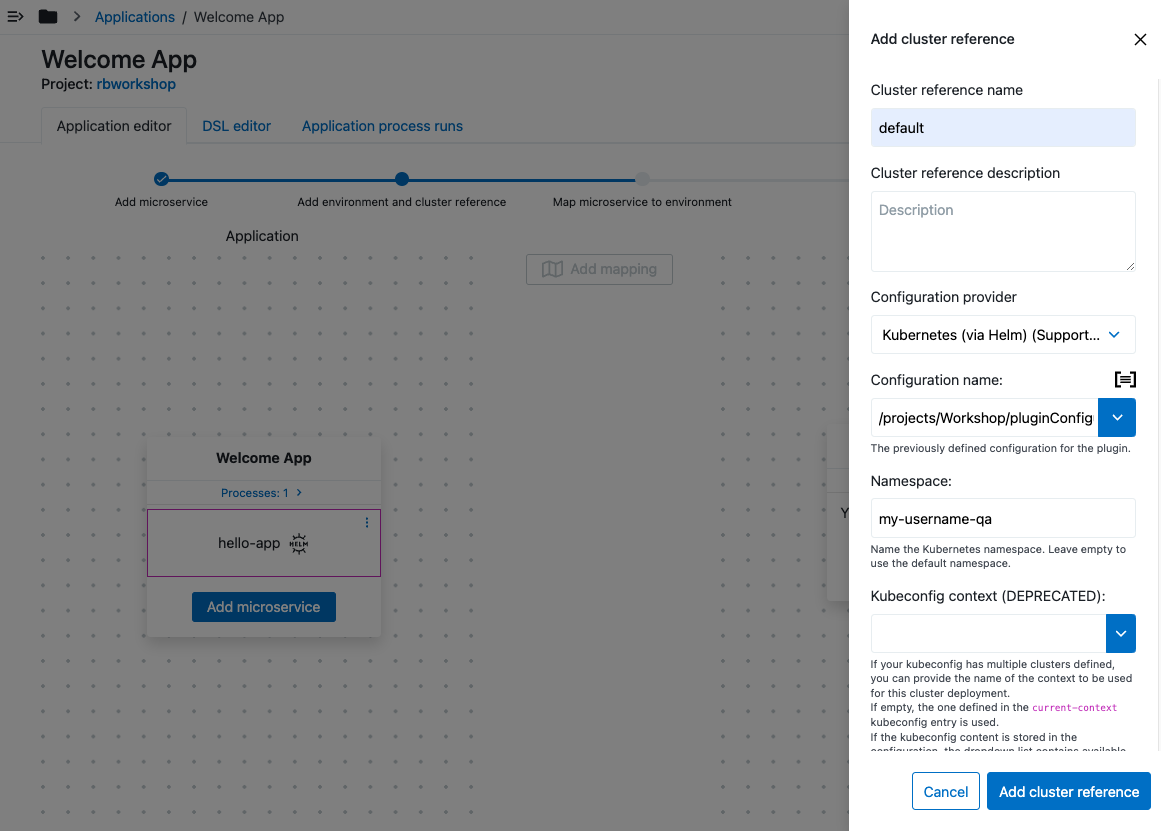 Applications / Welcome App
Welcome App
Project: rbworkshop
Application editor
DSL editor
Application process runs
Add microservice
Add environment and cluster reference
Map microservice to environment
Application
Add mapping
Welcome App
Processes: 1
hello-app
HELM
Add microservice
Y
Add cluster reference
Cluster reference name
default
Cluster reference description
Description
Configuration provider
Kubernetes (via Helm) (Support...
Configuration name:
/projects/Workshop/pluginConfig
The previously defined configuration for the plugin.
Namespace:
my-username-qa
Name the Kubernetes namespace. Leave empty to
use the default namespace.
Kubeconfig context (DEPRECATED):
If your kubeconfig has multiple clusters defined,
you can provide the name of the context to be used
for this cluster deployment.
If empty, the one defined in the current-context
kubeconfig entry is used.
If the kubeconfig content is stored in the
configuration, the dropdown list contains available
Cancel
Add cluster reference